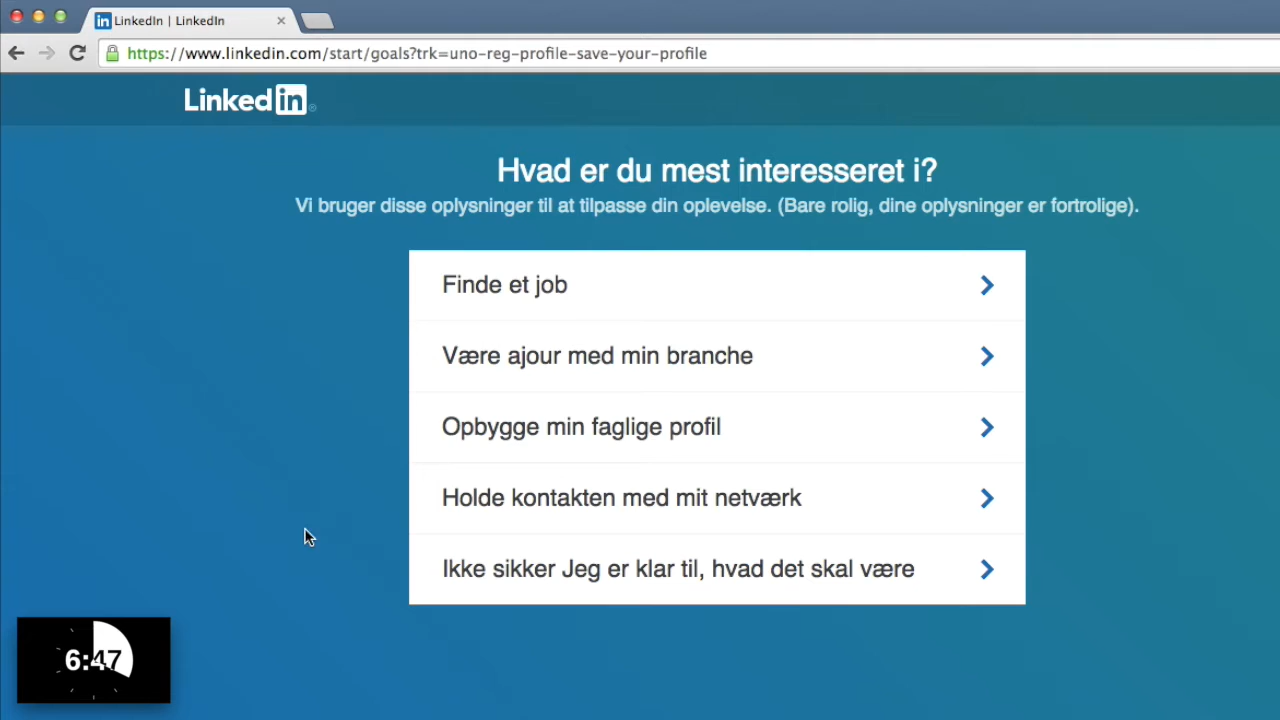 LinkedIn | LinkedIn
https://www.linkedin.com/start/goals?trk=uno-reg-profile-save-your-profile
Linkedin®
Hvad er du mest interesseret i?
Vi bruger disse oplysninger til at tilpasse din oplevelse. (Bare rolig, dine oplysninger er fortrolige).
Finde et job
Være ajour med min branche
Opbygge min faglige profil
Holde kontakten med mit netværk
Ikke sikker Jeg er klar til, hvad det skal være
6:47